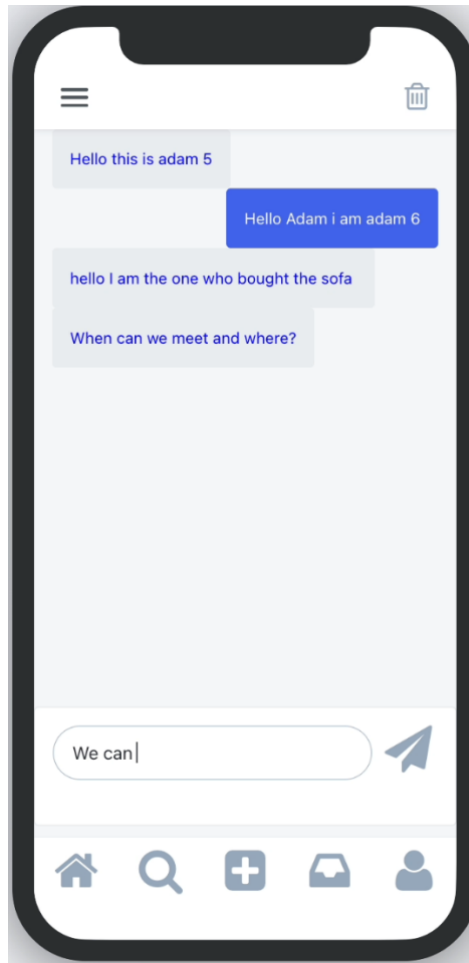 Hello this is adam 5
Hello Adam i am adam 6
hello I am the one who bought the sofa
When can we meet and where?
We can